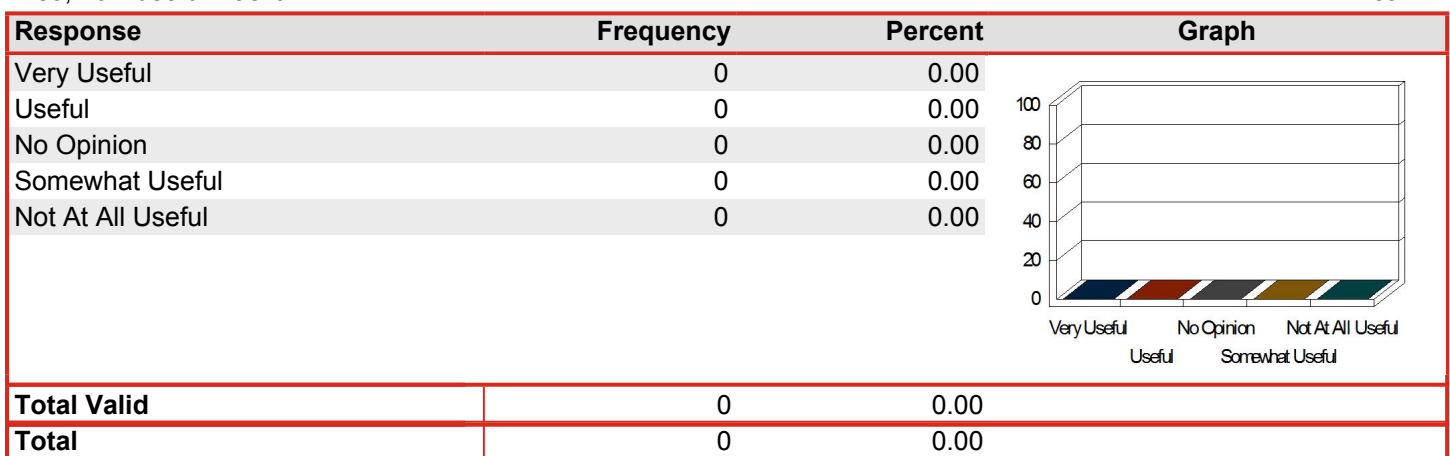 Response Frequency Percent Graph
Very Useful 0 0.00
Useful 0 0.00
No Opinion 0 0.00
Somewhat Useful 0 0.00
Not At All Useful 0 0.00
100
80
60
40
20
0
Very Useful No Opinion Not At All Useful
Useful Somewhat Useful
Total Valid 0 0.00
Total 0 0.00